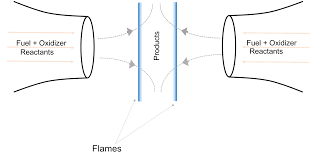 Fuel + Oxidizer
Reactants
Products
Fuel + Oxidizer
Reactants
Flames